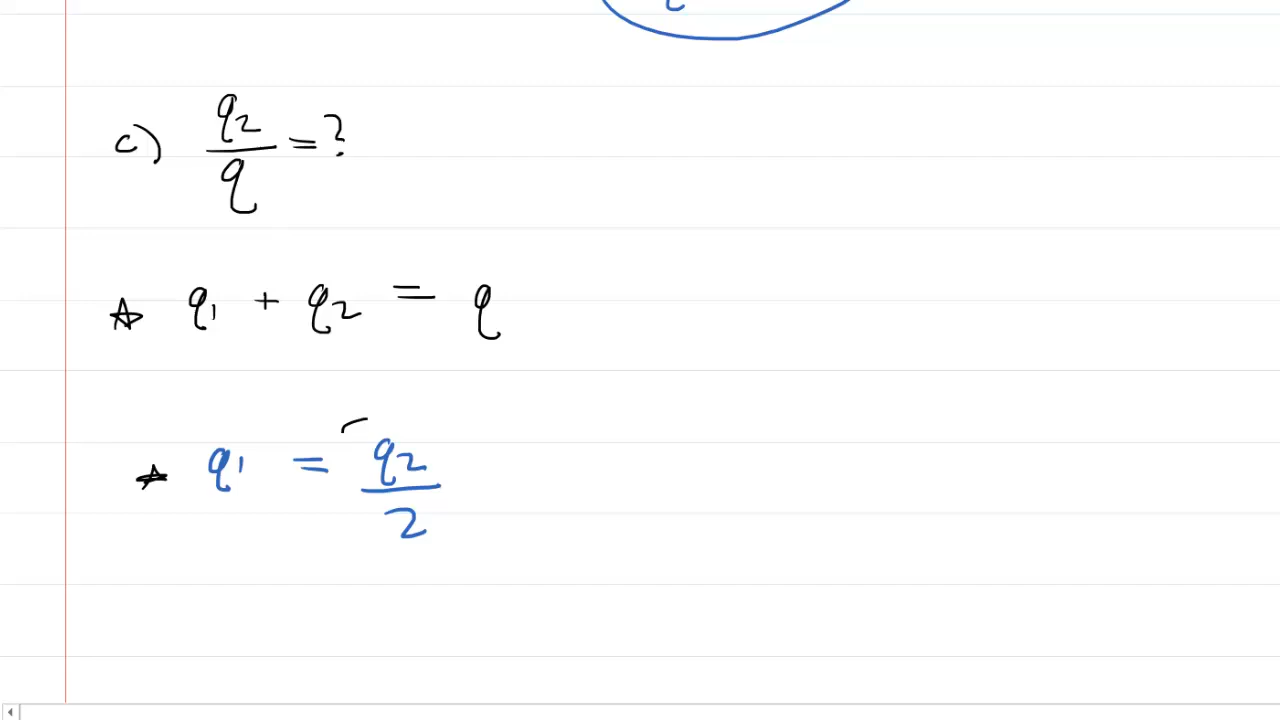 c) q2/q = ?
☆ q1 + q2 = q
☆ q1 = q2/2